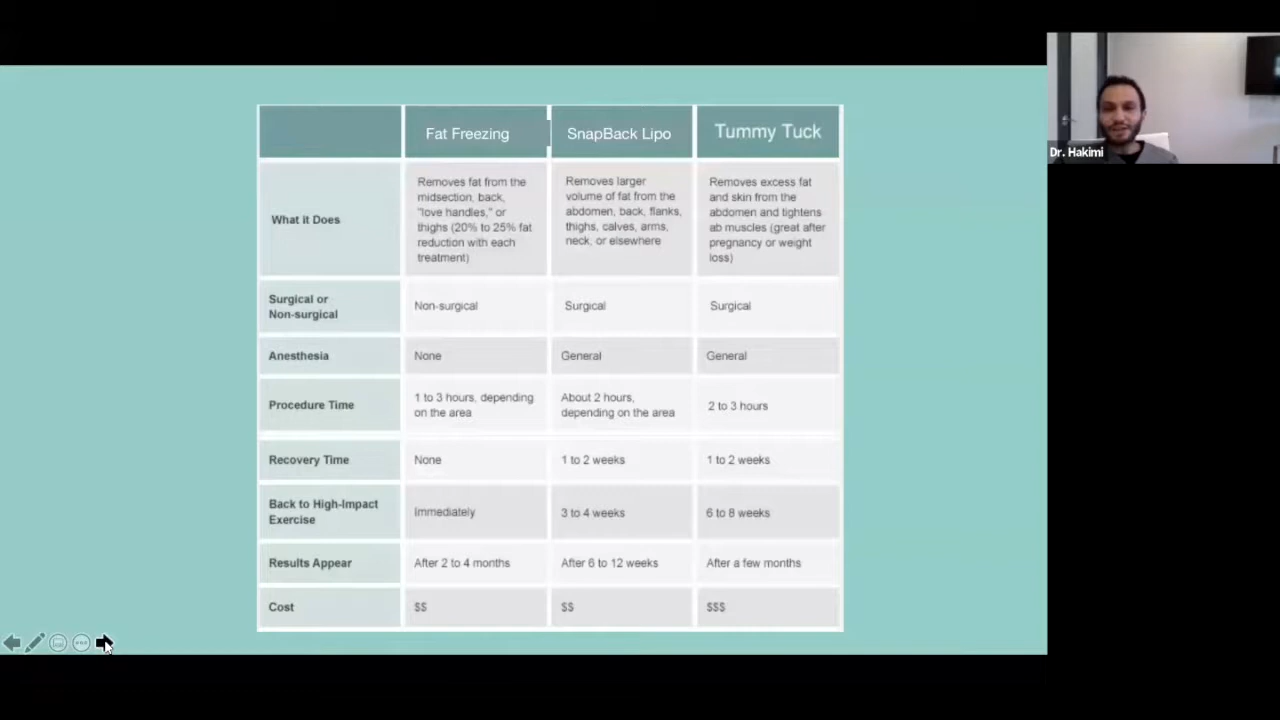 Fat Freezing
SnapBack Lipo
Tummy Tuck
What it Does
Removes fat from the
midsection, back,
"love handles," or
thighs (20% to 25% fat
reduction with each
treatment)
Removes larger
volume of fat from the
abdomen, back, flanks,
thighs, calves, arms,
neck, or elsewhere
Removes excess fat
and skin from the
abdomen and tightens
ab muscles (great after
pregnancy or weight
loss)
Surgical or
Non-surgical
Non-surgical
Surgical
Surgical
Anesthesia
None
General
General
Procedure Time
1 to 3 hours, depending
on the area
About 2 hours,
depending on the area
2 to 3 hours
Recovery Time
None
1 to 2 weeks
1 to 2 weeks
Back to High-Impact
Exercise
Immediately
3 to 4 weeks
6 to 8 weeks
Results Appear
After 2 to 4 months
After 6 to 12 weeks
After a few months
Cost
$$
$$
$$$
Dr. Hakimi